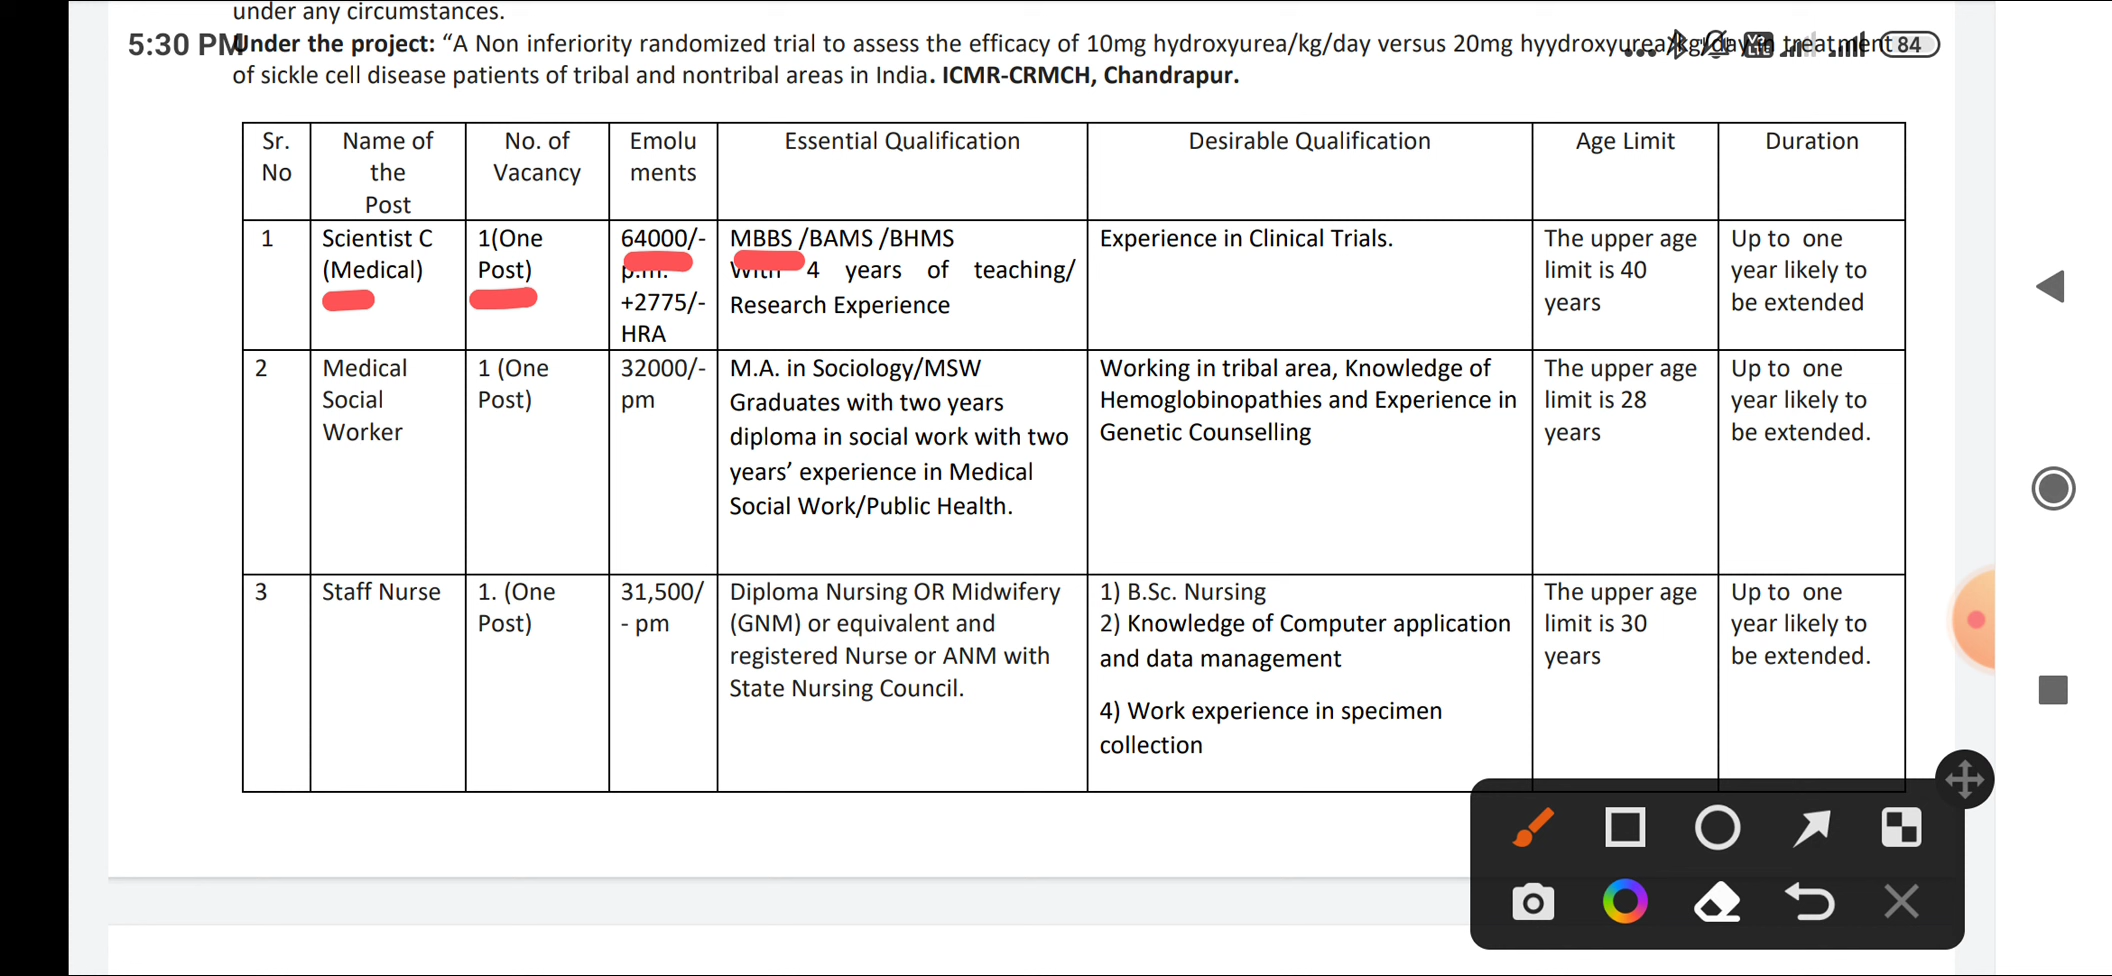 under any circumstances.
5:30 PM
Under the project: “A Non inferiority randomized trial to assess the efficacy of 10mg hydroxyurea/kg/day versus 20mg hyydroxyurea/kg/day in treatment
84
of sickle cell disease patients of tribal and nontribal areas in India. ICMR-CRMCH, Chandrapur.
Sr.
No
Name of
the
Post
No. of
Vacancy
Emolu
ments
Essential Qualification
Desirable Qualification
Age Limit
Duration
1
Scientist C
(Medical)
1(One
Post)
64000/-
p.m.
+2775/-
HRA
MBBS /BAMS /BHMS
With 4 years of teaching/
Research Experience
Experience in Clinical Trials.
The upper age
limit is 40
years
Up to one
year likely to
be extended
2
Medical
Social
Worker
1 (One
Post)
32000/-
pm
M.A. in Sociology/MSW
Graduates with two years
diploma in social work with two
years’ experience in Medical
Social Work/Public Health.
Working in tribal area, Knowledge of
Hemoglobinopathies and Experience in
Genetic Counselling
The upper age
limit is 28
years
Up to one
year likely to
be extended.
3
Staff Nurse
1. (One
Post)
31,500/
- pm
Diploma Nursing OR Midwifery
(GNM) or equivalent and
registered Nurse or ANM with
State Nursing Council.
1) B.Sc. Nursing
2) Knowledge of Computer application
and data management
4) Work experience in specimen
collection
The upper age
limit is 30
years
Up to one
year likely to
be extended.